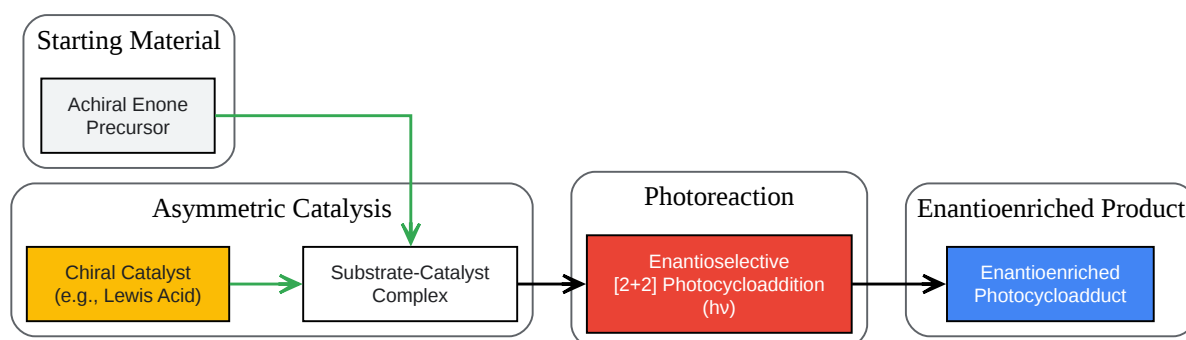 Starting Material
Achiral Enone
Precursor
Asymmetric Catalysis
Chiral Catalyst
(e.g., Lewis Acid)
Substrate-Catalyst
Complex
Photoreaction
Enantioselective
[2+2] Photocycloaddition
(hν)
Enantioenriched Product
Enantioenriched
Photocycloadduct